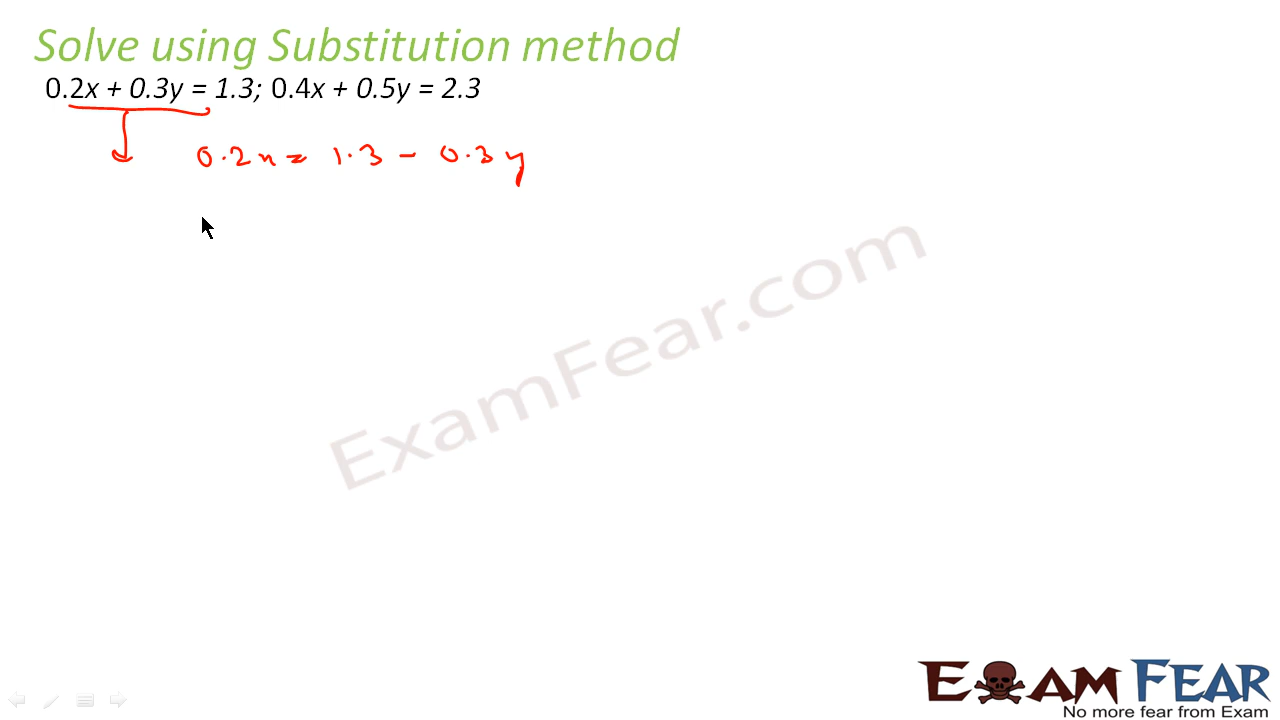 Solve using Substitution method
0.2x + 0.3y = 1.3; 0.4x + 0.5y = 2.3
0.2x = 1.3 - 0.3y
ExamFear.com
EXAM FEAR
No more fear from Exam